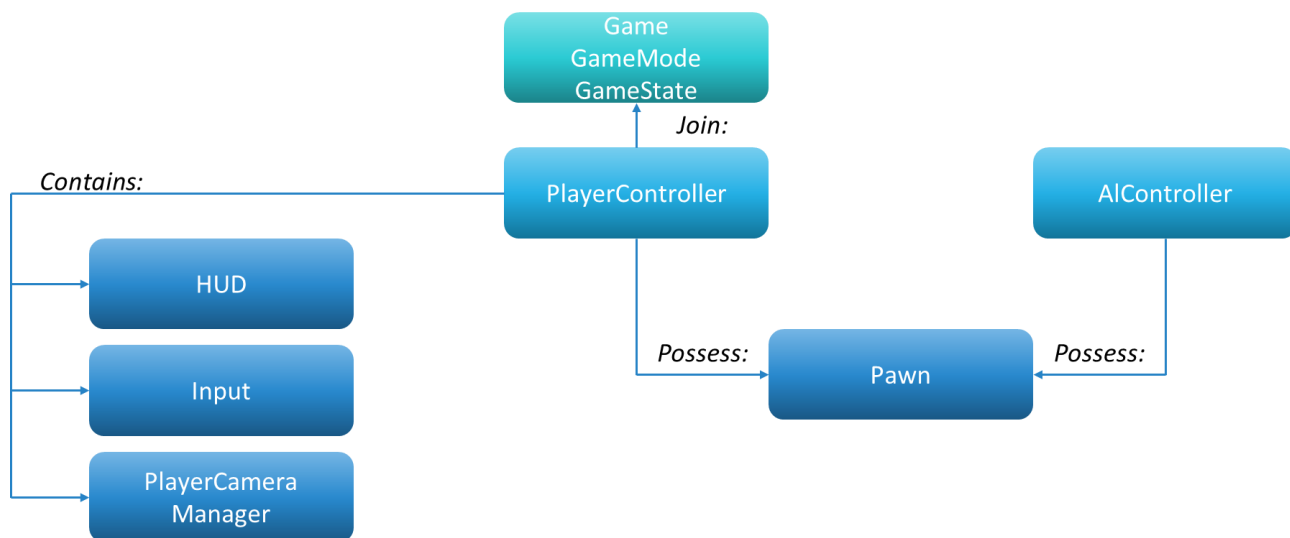 Game
GameMode
GameState
Join:
Contains:
PlayerController
AIController
HUD
Possess:
Possess:
Input
Pawn
PlayerCamera
Manager